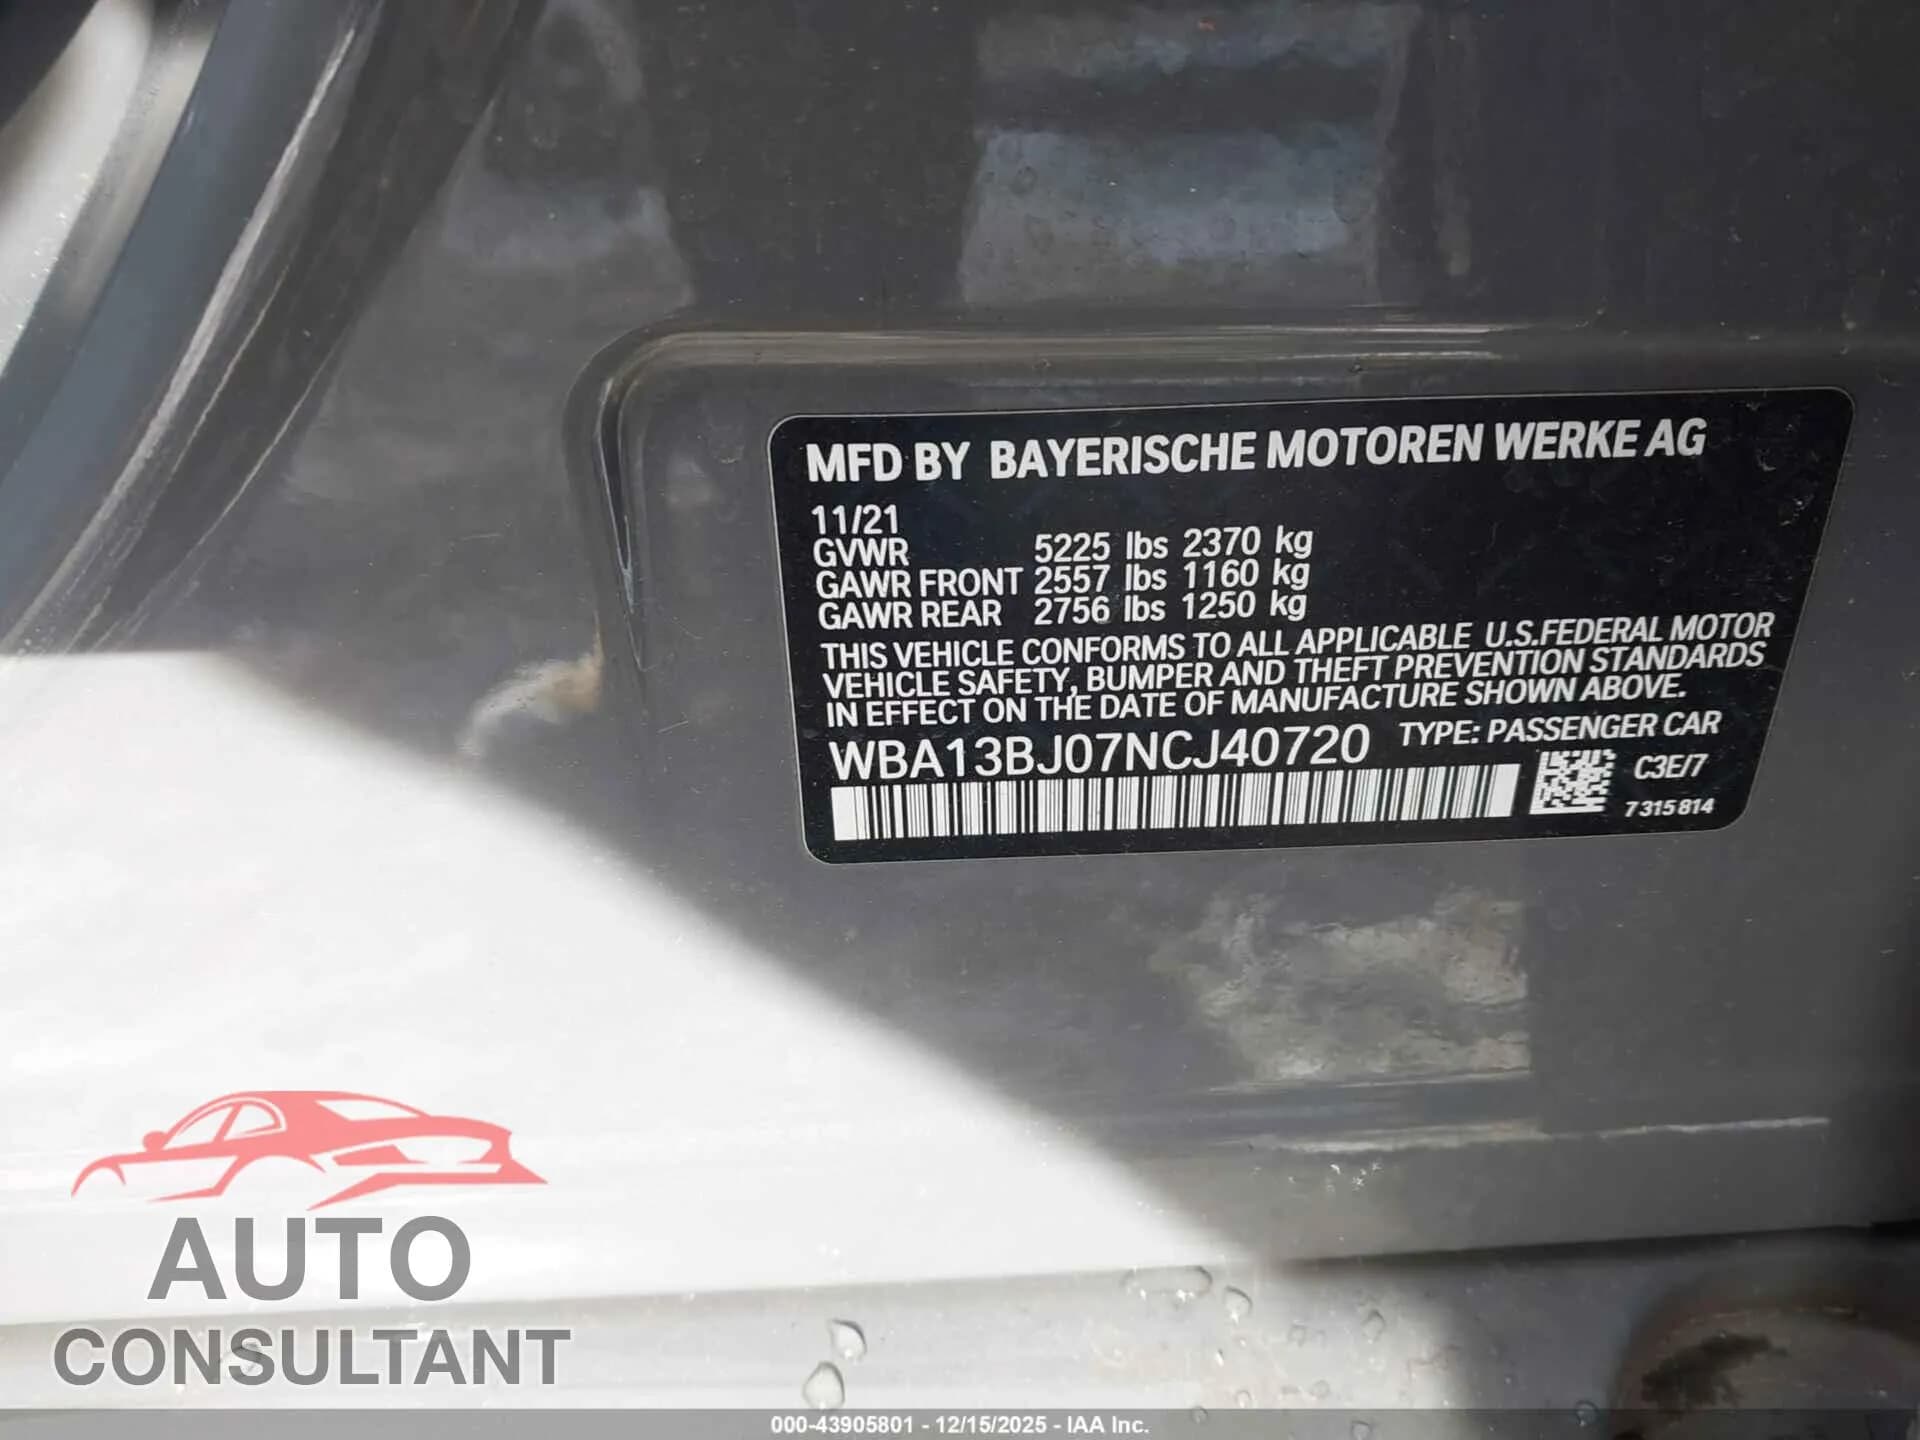 MFD BY BAYERISCHE MOTOREN WERKE AG
11/21
GVWR 5225 lbs 2370 kg
GAWR FRONT 2557 lbs 1160 kg
GAWR REAR 2756 lbs 1250 kg
THIS VEHICLE CONFORMS TO ALL APPLICABLE U.S.FEDERAL MOTOR
VEHICLE SAFETY, BUMPER AND THEFT PREVENTION STANDARDS
IN EFFECT ON THE DATE OF MANUFACTURE SHOWN ABOVE.
WBA13BJ07NCJ40720 TYPE: PASSENGER CAR
C3E/7
7315814
AUTO
CONSULTANT
000-43905801 - 12/15/2025 - IAA Inc.